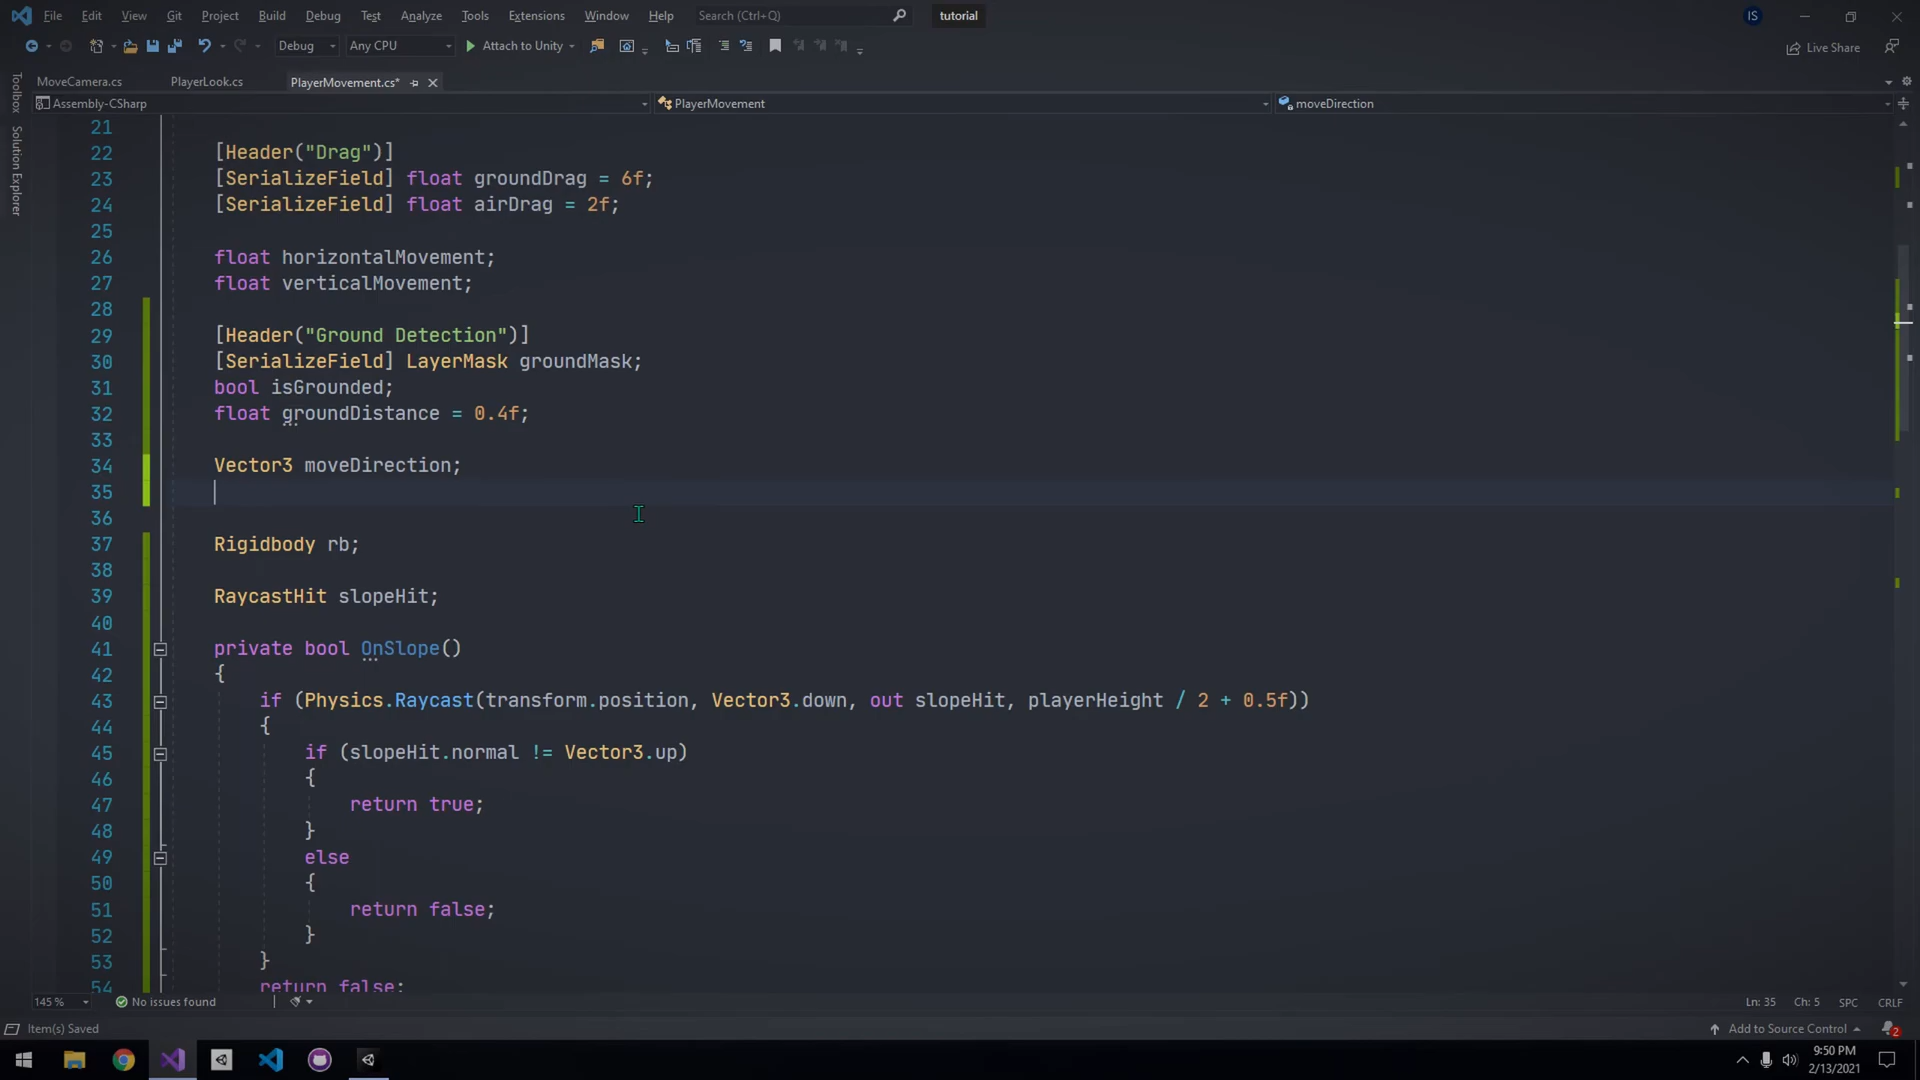 File Edit View Git Project Build Debug Test Analyze Tools Extensions Window Help Search (Ctrl+Q) tutorial IS
Debug Any CPU Attach to Unity Live Share
MoveCamera.cs PlayerLook.cs PlayerMovement.cs*
Assembly-CSharp PlayerMovement moveDirection
Toolbox
Solution Explorer
21
22 [Header("Drag")]
23 [SerializeField] float groundDrag = 6f;
24 [SerializeField] float airDrag = 2f;
25
26 float horizontalMovement;
27 float verticalMovement;
28
29 [Header("Ground Detection")]
30 [SerializeField] LayerMask groundMask;
31 bool isGrounded;
32 float groundDistance = 0.4f;
33
34 Vector3 moveDirection;
35
36
37 Rigidbody rb;
38
39 RaycastHit slopeHit;
40
41 private bool OnSlope()
42 {
43 if (Physics.Raycast(transform.position, Vector3.down, out slopeHit, playerHeight / 2 + 0.5f))
44 {
45 if (slopeHit.normal != Vector3.up)
46 {
47 return true;
48 }
49 else
50 {
51 return false;
52 }
53 }
54 return false;
145 % No issues found Ln: 35 Ch: 5 SPC CRLF
Item(s) Saved Add to Source Control 2
9:50 PM
2/13/2021